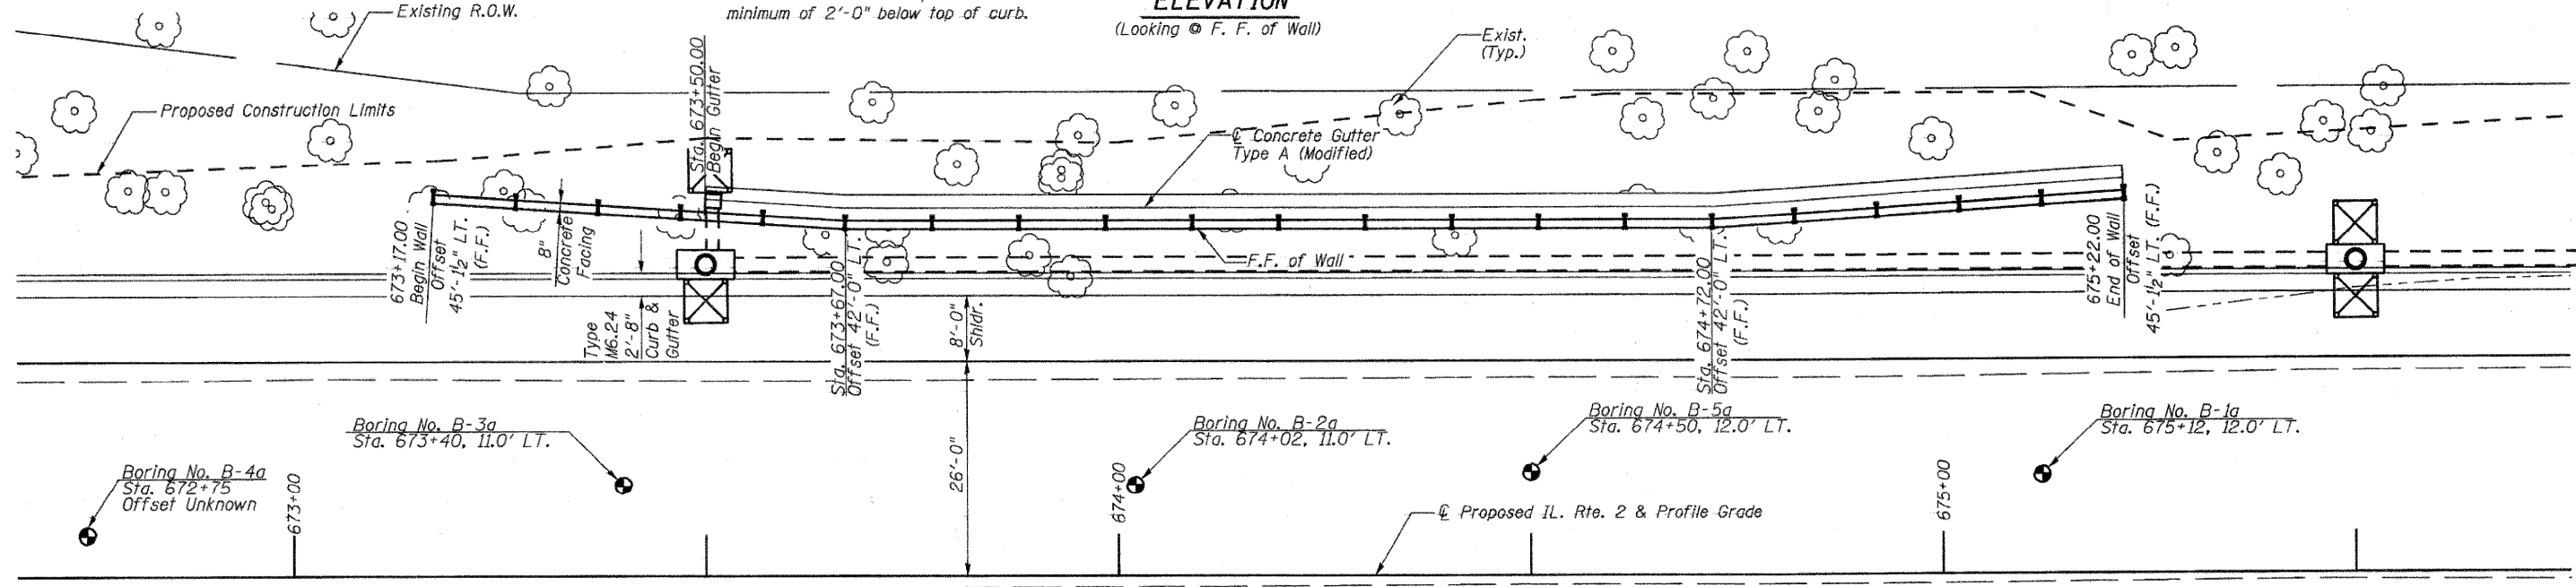 Existing R.O.W.
minimum of 2'-0" below top of curb.
ELEVATION
(Looking @ F. F. of Wall)
Exist.
(Typ.)
Proposed Construction Limits
Sta. 673+50.00
Begin Gutter
℄ Concrete Gutter
Type A (Modified)
673+17.00
Begin Wall
Offset
45'-1½" LT.
(F.F.)
8"
Concrete
Facing
Type
M6.24
2'-8"
Curb &
Gutter
Sta. 673+67.00
Offset 42'-0" LT.
(F.F.)
8'-0"
Shldr.
F.F. of Wall
Sta. 674+72.00
Offset 42'-0" LT.
(F.F.)
675+22.00
End of Wall
Offset
45'-1½" LT. (F.F.)
Boring No. B-4a
Sta. 672+75
Offset Unknown
673+00
Boring No. B-3a
Sta. 673+40, 11.0' LT.
26'-0"
674+00
Boring No. B-2a
Sta. 674+02, 11.0' LT.
Boring No. B-5a
Sta. 674+50, 12.0' LT.
℄ Proposed IL. Rte. 2 & Profile Grade
675+00
Boring No. B-1a
Sta. 675+12, 12.0' LT.